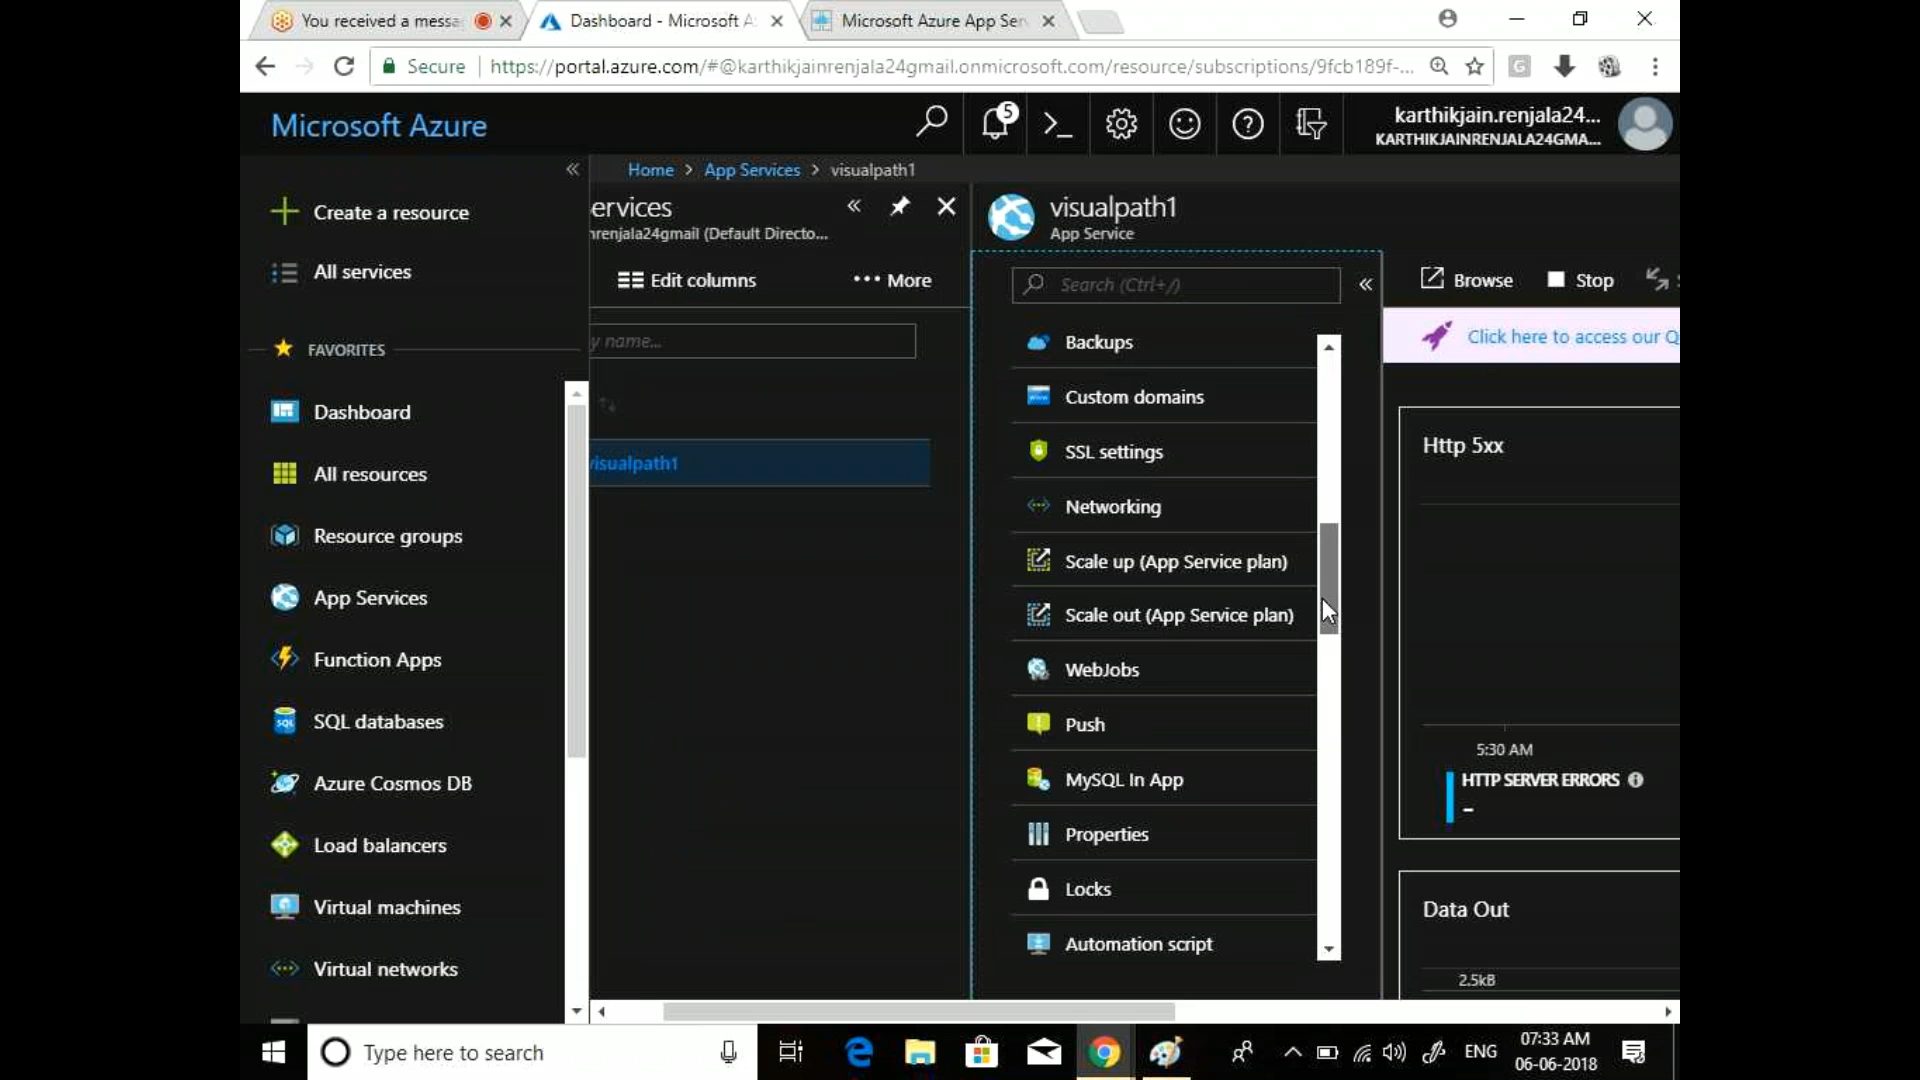 You received a messa
Dashboard - Microsoft A
Microsoft Azure App Ser
Secure
https://portal.azure.com/#@karthikjainrenjala24gmail.onmicrosoft.com/resource/subscriptions/9fcb189f-...
Microsoft Azure
5
karthikjain.renjala24...
KARTHIKJAINRENJALA24GMA...
Home > App Services > visualpath1
Create a resource
All services
FAVORITES
Dashboard
All resources
Resource groups
App Services
Function Apps
SQL databases
Azure Cosmos DB
Load balancers
Virtual machines
Virtual networks
ervices
nrenjala24gmail (Default Directo...
Edit columns
More
y name...
visualpath1
visualpath1
App Service
Search (Ctrl+/)
Backups
Custom domains
SSL settings
Networking
Scale up (App Service plan)
Scale out (App Service plan)
WebJobs
Push
MySQL In App
Properties
Locks
Automation script
Browse
Stop
Click here to access our Q
Http 5xx
5:30 AM
HTTP SERVER ERRORS
-
Data Out
2.5kB
Type here to search
ENG
07:33 AM
06-06-2018